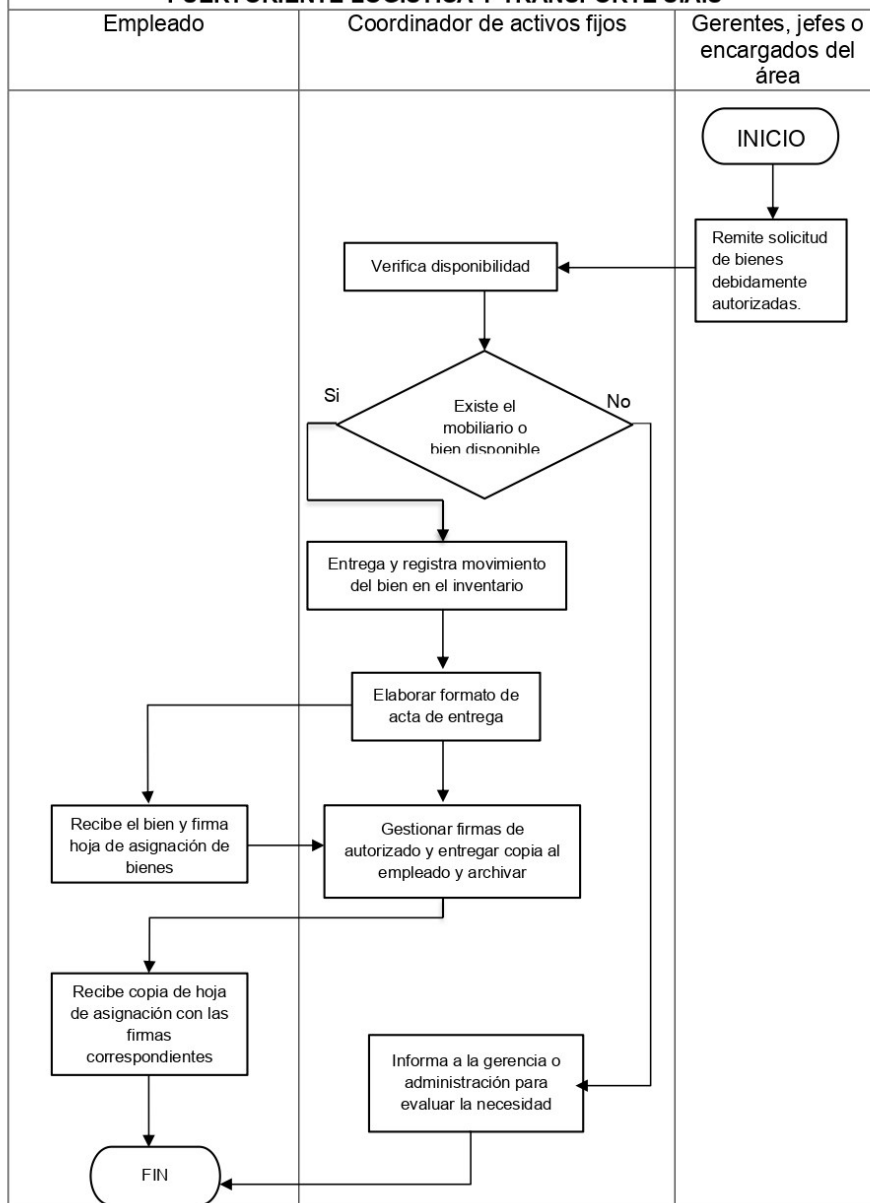 Empleado
Coordinador de activos fijos
Gerentes, jefes o
encargados del
área
INICIO
Remite solicitud
de bienes
debidamente
autorizadas.
Verifica disponibilidad
Si
No
Existe el
mobiliario o
bien disponible
Entrega y registra movimiento
del bien en el inventario
Elaborar formato de
acta de entrega
Recibe el bien y firma
hoja de asignación de
bienes
Gestionar firmas de
autorizado y entregar copia al
empleado y archivar
Recibe copia de hoja
de asignación con las
firmas
correspondientes
Informa a la gerencia o
administración para
evaluar la necesidad
FIN